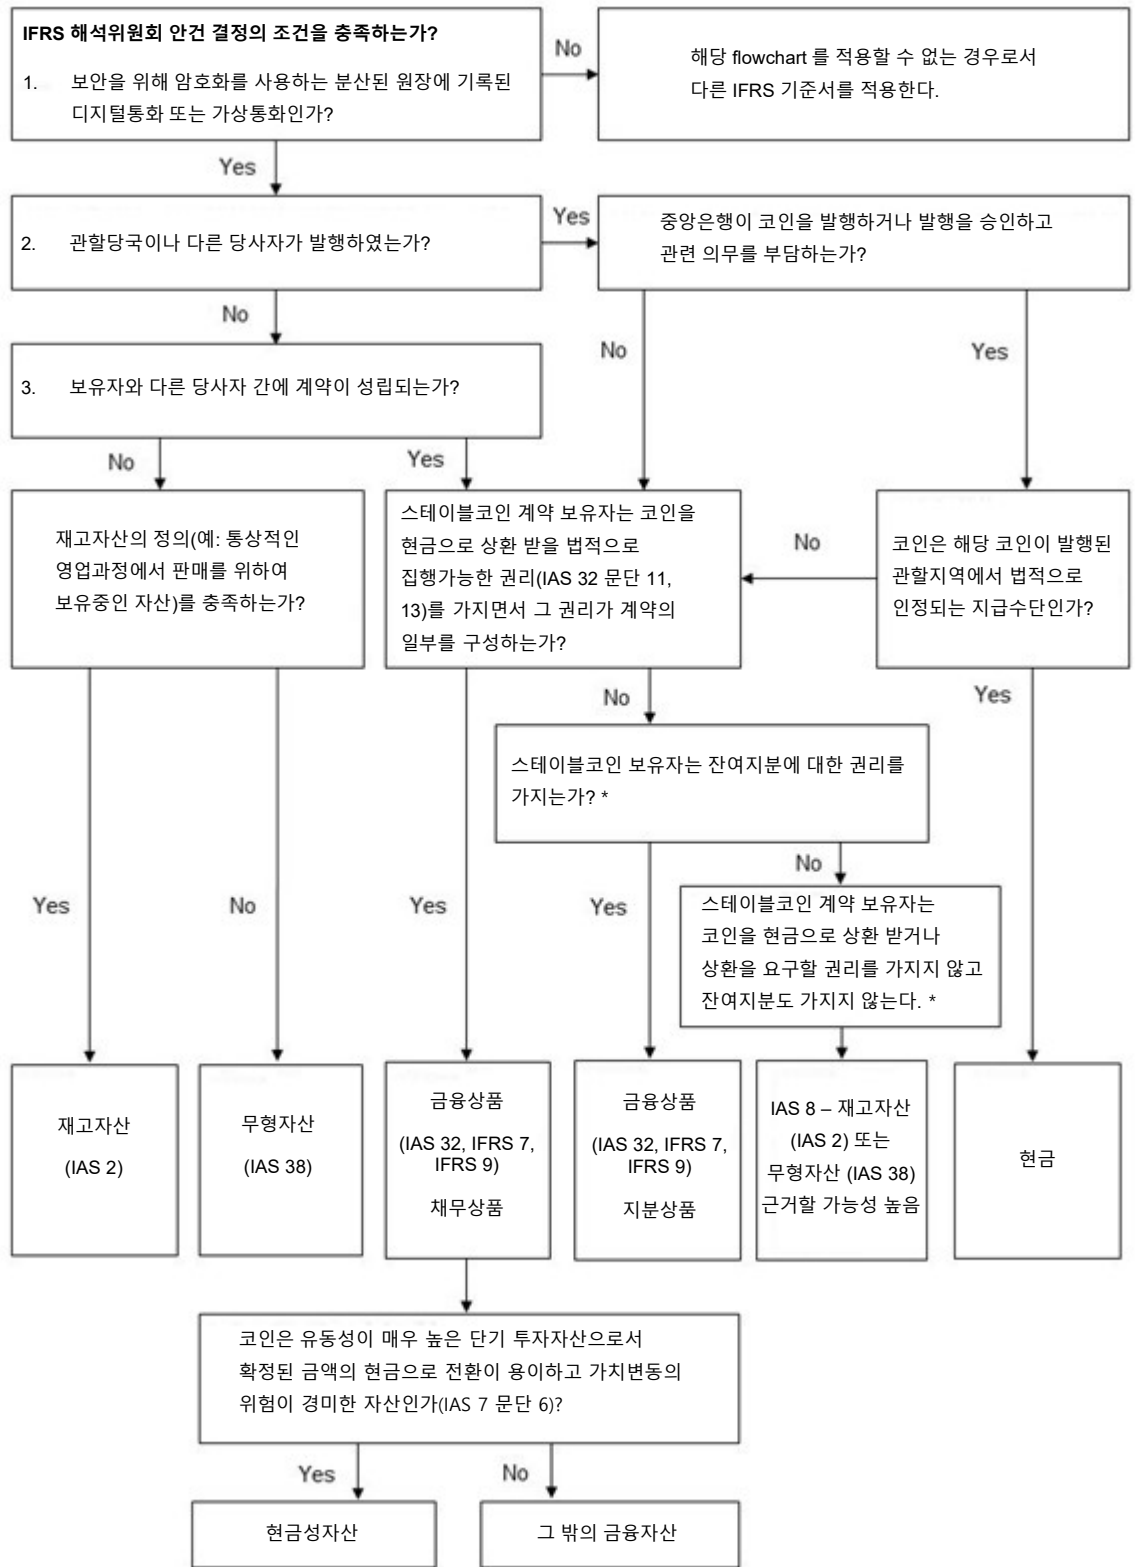 IFRS 해석위원회 안건 결정의 조건을 충족하는가?
1. 보안을 위해 암호화를 사용하는 분산된 원장에 기록된
디지털통화 또는 가상통화인가?
No
해당 flowchart 를 적용할 수 없는 경우로서
다른 IFRS 기준서를 적용한다.
Yes
2. 관할당국이나 다른 당사자가 발행하였는가?
Yes
중앙은행이 코인을 발행하거나 발행을 승인하고
관련 의무를 부담하는가?
No
No
Yes
3. 보유자와 다른 당사자 간에 계약이 성립되는가?
No
Yes
재고자산의 정의(예: 통상적인
영업과정에서 판매를 위하여
보유중인 자산)를 충족하는가?
스테이블코인 계약 보유자는 코인을
현금으로 상환 받을 법적으로
집행가능한 권리(IAS 32 문단 11,
13)를 가지면서 그 권리가 계약의
일부를 구성하는가?
No
코인은 해당 코인이 발행된
관할지역에서 법적으로
인정되는 지급수단인가?
No
Yes
스테이블코인 보유자는 잔여지분에 대한 권리를
가지는가? *
No
Yes
No
Yes
Yes
스테이블코인 계약 보유자는
코인을 현금으로 상환 받거나
상환을 요구할 권리를 가지지 않고
잔여지분도 가지지 않는다. *
재고자산
(IAS 2)
무형자산
(IAS 38)
금융상품
(IAS 32, IFRS 7,
IFRS 9)
채무상품
금융상품
(IAS 32, IFRS 7,
IFRS 9)
지분상품
IAS 8 – 재고자산
(IAS 2) 또는
무형자산 (IAS 38)
근거할 가능성 높음
현금
코인은 유동성이 매우 높은 단기 투자자산으로서
확정된 금액의 현금으로 전환이 용이하고 가치변동의
위험이 경미한 자산인가(IAS 7 문단 6)?
Yes
No
현금성자산
그 밖의 금융자산